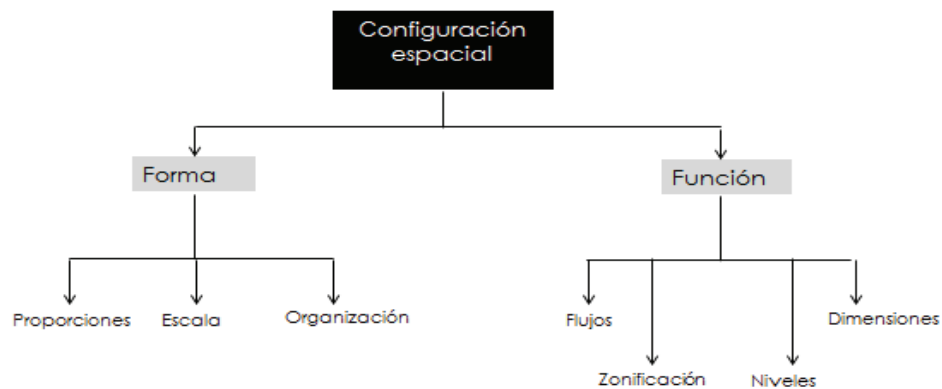 Configuración
espacial
Forma
Función
Proporciones
Escala
Organización
Flujos
Dimensiones
Zonificación
Niveles